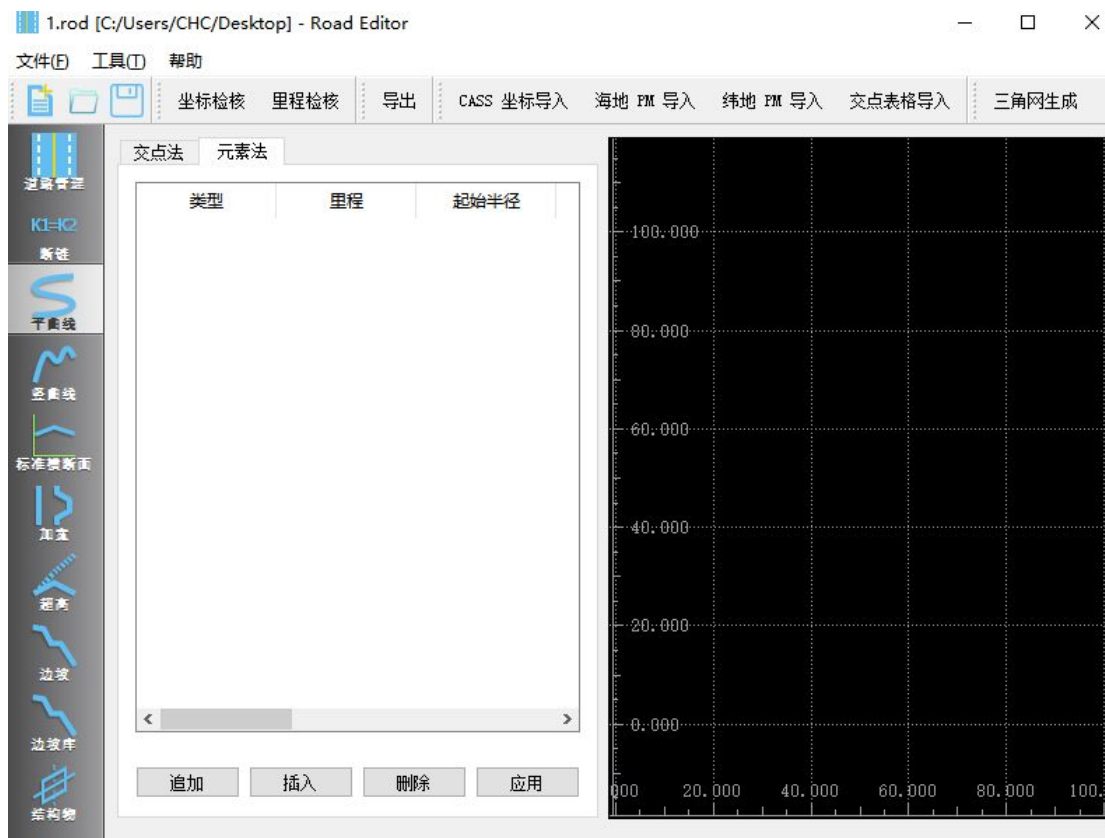 1.rod [C:/Users/CHC/Desktop] - Road Editor
文件(F) 工具(T) 帮助
坐标检核 里程检核 导出 CASS 坐标导入 海地 PM 导入 纬地 PM 导入 交点表格导入 三角网生成
道路管理
K1=K2
断链
平曲线
竖曲线
标准横断面
加宽
超高
边坡
边坡库
结构物
交点法 元素法
类型 里程 起始半径
追加 插入 删除 应用
100.000
80.000
60.000
40.000
20.000
0.000
000 20.000 40.000 60.000 80.000 100.